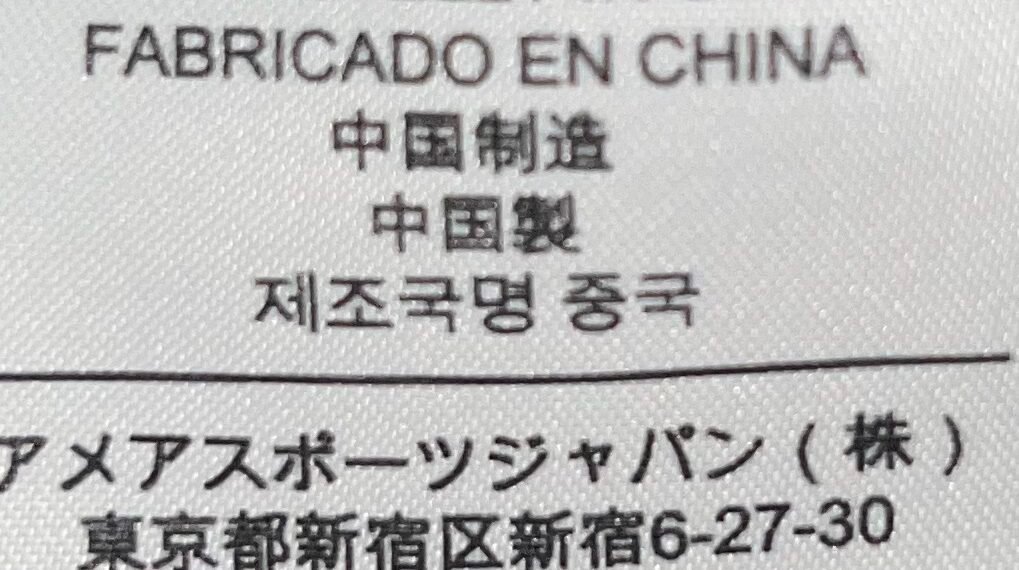 FABRICADO EN CHINA
中国制造
中国製
제조국명 중국
アメアスポーツジャパン(株)
東京都新宿区新宿6-27-30